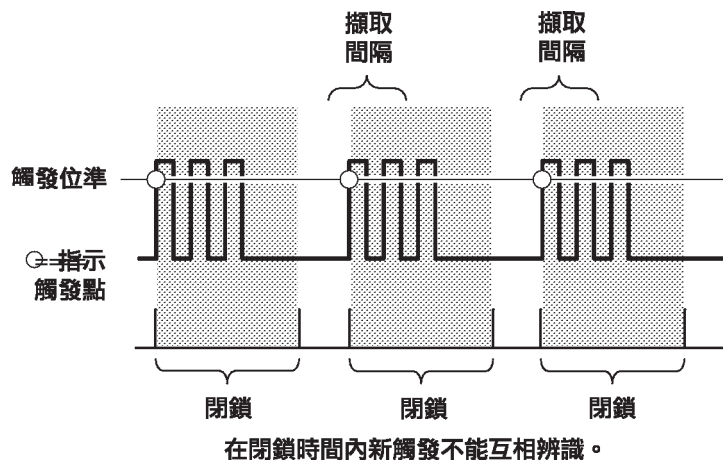 擷取
間隔
擷取
間隔
觸發位準
=指示
觸發點
閉鎖
閉鎖
閉鎖
在閉鎖時間內新觸發不能互相辨識。